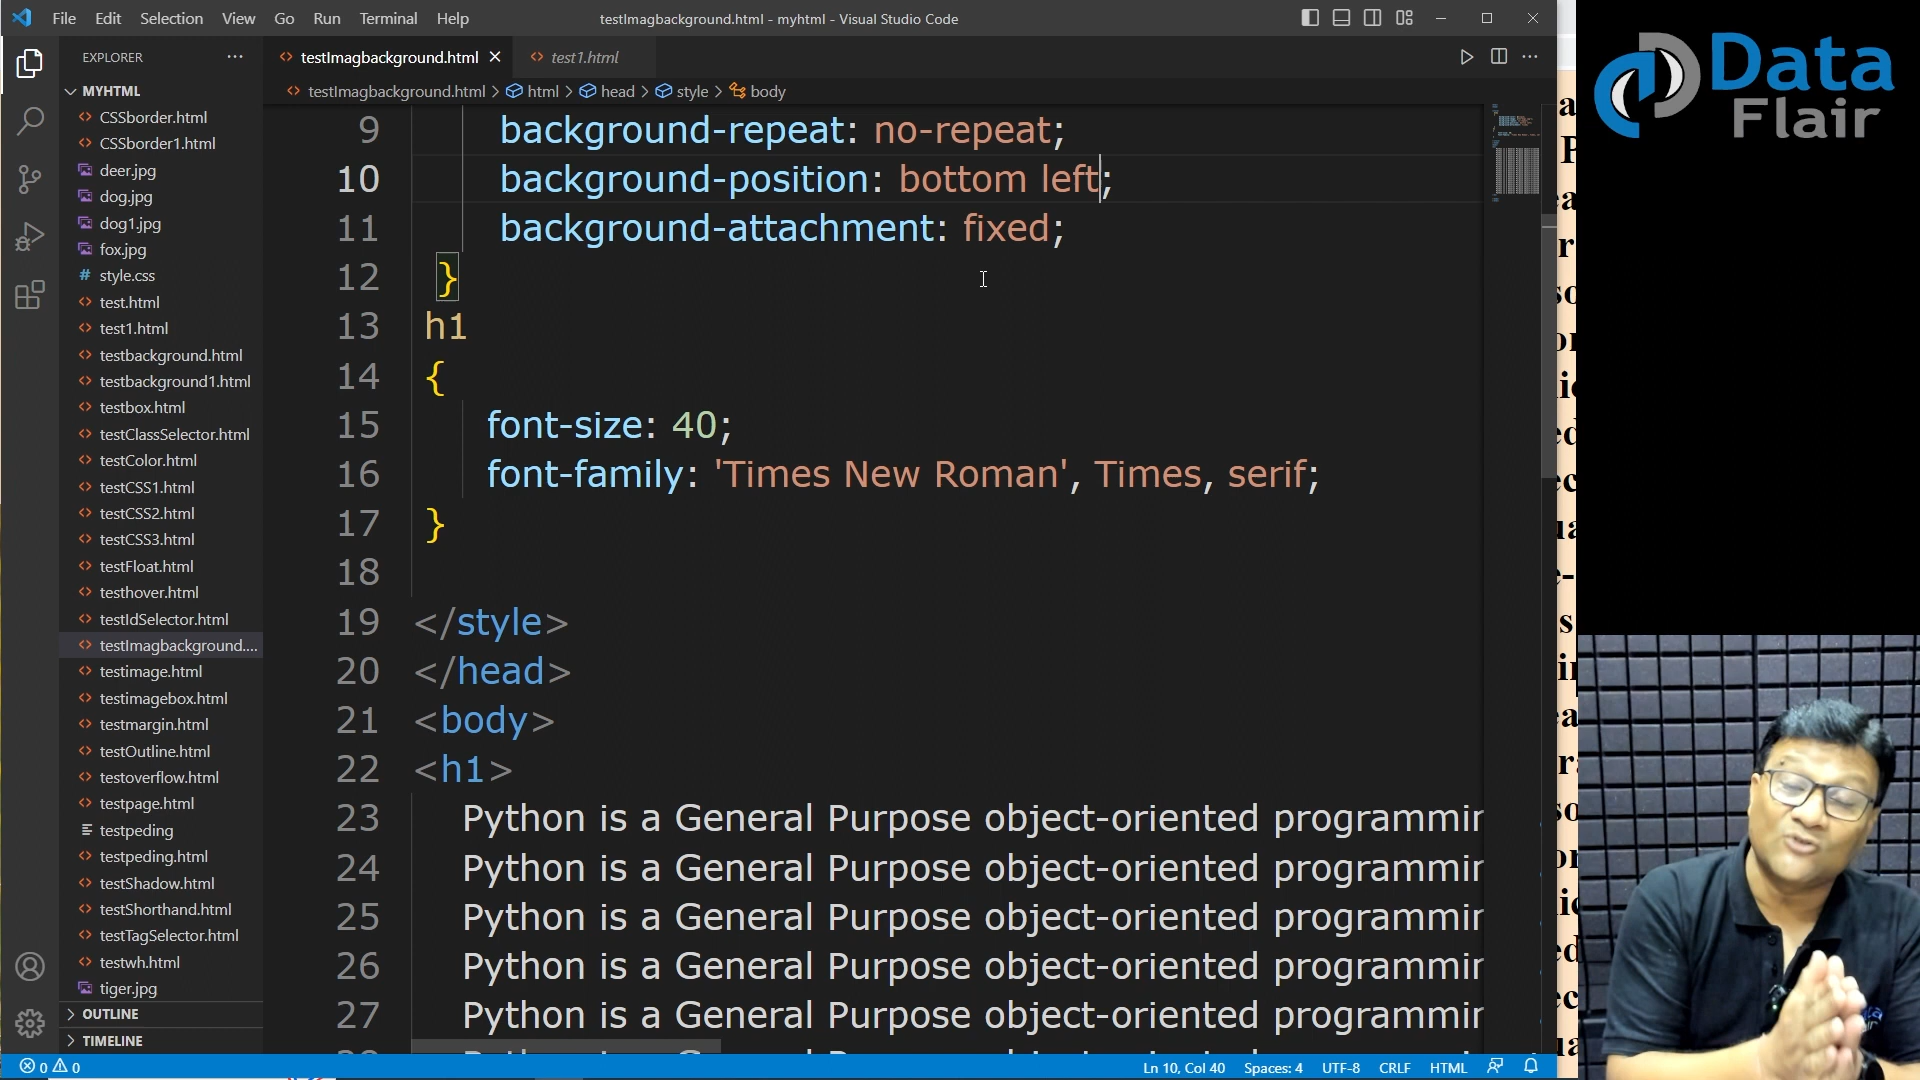 File Edit Selection View Go Run Terminal Help
testImagbackground.html - myhtml - Visual Studio Code
EXPLORER
MYHTML
CSSborder.html
CSSborder1.html
deer.jpg
dog.jpg
dog1.jpg
fox.jpg
style.css
test.html
test1.html
testbackground.html
testbackground1.html
testbox.html
testClassSelector.html
testColor.html
testCSS1.html
testCSS2.html
testCSS3.html
testFloat.html
testhover.html
testIdSelector.html
testImagbackground....
testimage.html
testimagebox.html
testmargin.html
testOutline.html
testoverflow.html
testpage.html
testpeding
testpeding.html
testShadow.html
testShorthand.html
testTagSelector.html
testwh.html
tiger.jpg
OUTLINE
TIMELINE
testImagbackground.html test1.html
testImagbackground.html > html > head > style > body
9 background-repeat: no-repeat;
10 background-position: bottom left;
11 background-attachment: fixed;
12 }
13 h1
14 {
15 font-size: 40;
16 font-family: 'Times New Roman', Times, serif;
17 }
18
19 </style>
20 </head>
21 <body>
22 <h1>
23 Python is a General Purpose object-oriented programmin
24 Python is a General Purpose object-oriented programmin
25 Python is a General Purpose object-oriented programmin
26 Python is a General Purpose object-oriented programmin
27 Python is a General Purpose object-oriented programmin
0 0
Ln 10, Col 40 Spaces: 4 UTF-8 CRLF HTML
Data
Flair